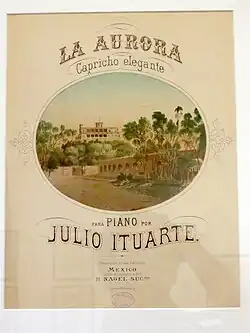 LA AURORA
Capricho elegante
PARA PIANO POR
JULIO ITUARTE.
MEXICO
H. NAGEL SUC.